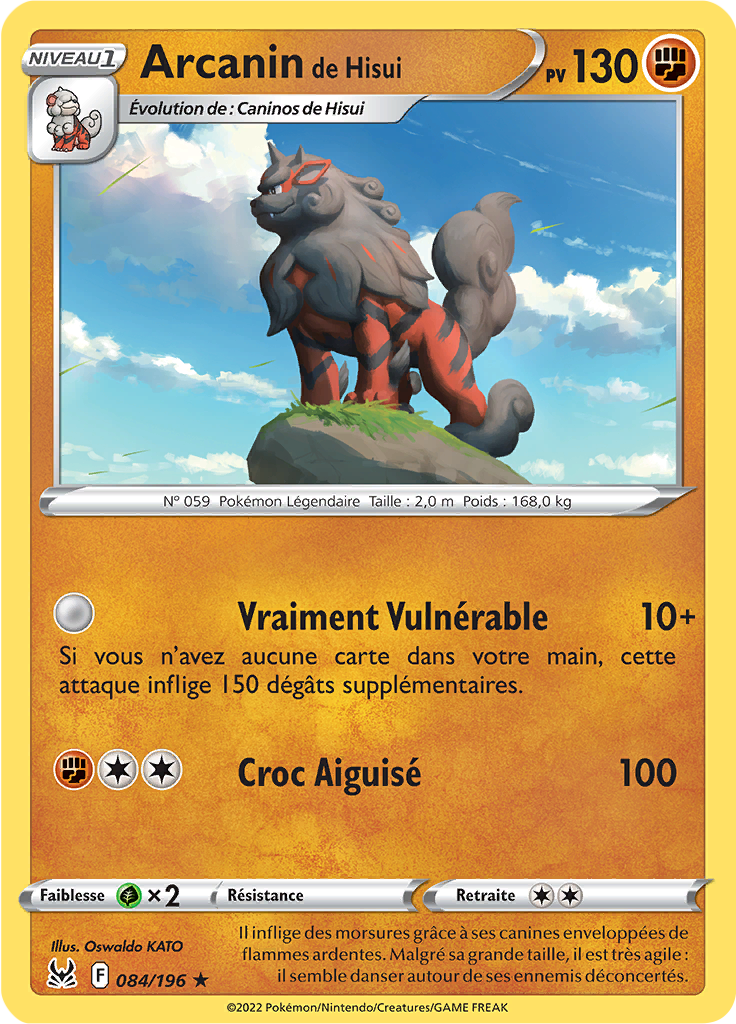 NIVEAU 1
Arcanin de Hisui
PV 130
Évolution de : Caninos de Hisui
N° 059 Pokémon Légendaire Taille : 2,0 m Poids : 168,0 kg
Vraiment Vulnérable 10+
Si vous n'avez aucune carte dans votre main, cette
attaque inflige 150 dégâts supplémentaires.
Croc Aiguisé 100
Faiblesse ×2 Résistance Retraite
Illus. Oswaldo KATO
F 084/196 ★
Il inflige des morsures grâce à ses canines enveloppées de
flammes ardentes. Malgré sa grande taille, il est très agile :
il semble danser autour de ses ennemis déconcertés.
©2022 Pokémon/Nintendo/Creatures/GAME FREAK